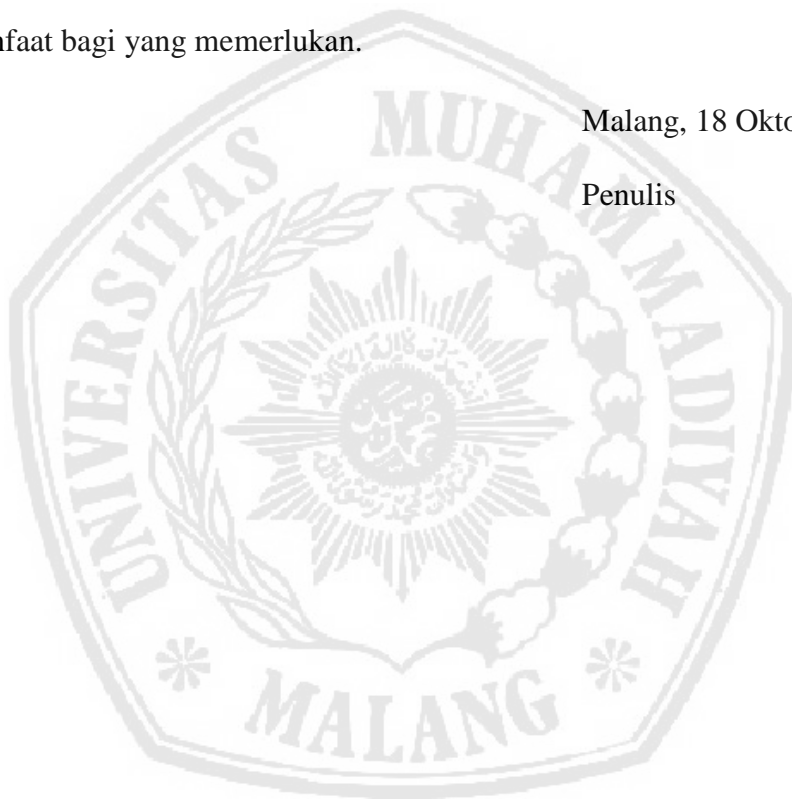 nfaat bagi yang memerlukan.
Malang, 18 Okto
Penulis
UNIVERSITAS MUHAMMADIYAH
MALANG